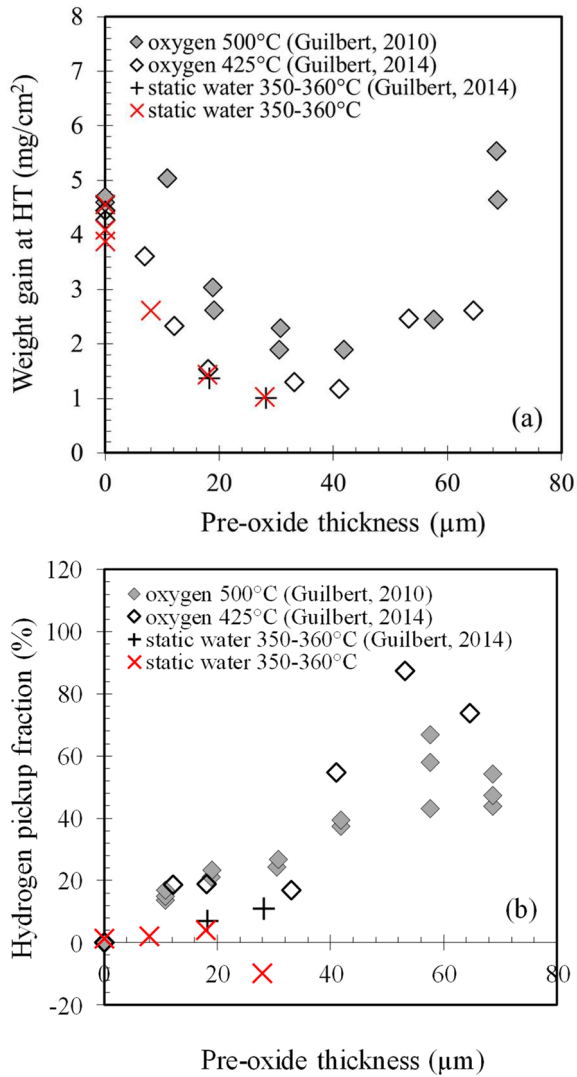 8
7
6
5
4
3
2
1
0
Weight gain at HT (mg/cm²)
oxygen 500°C (Guilbert, 2010)
oxygen 425°C (Guilbert, 2014)
static water 350-360°C (Guilbert, 2014)
static water 350-360°C
(a)
0 20 40 60 80
Pre-oxide thickness (µm)
120
100
80
60
40
20
0
-20
Hydrogen pickup fraction (%)
oxygen 500°C (Guilbert, 2010)
oxygen 425°C (Guilbert, 2014)
static water 350-360°C (Guilbert, 2014)
static water 350-360°C
(b)
0 20 40 60 80
Pre-oxide thickness (µm)